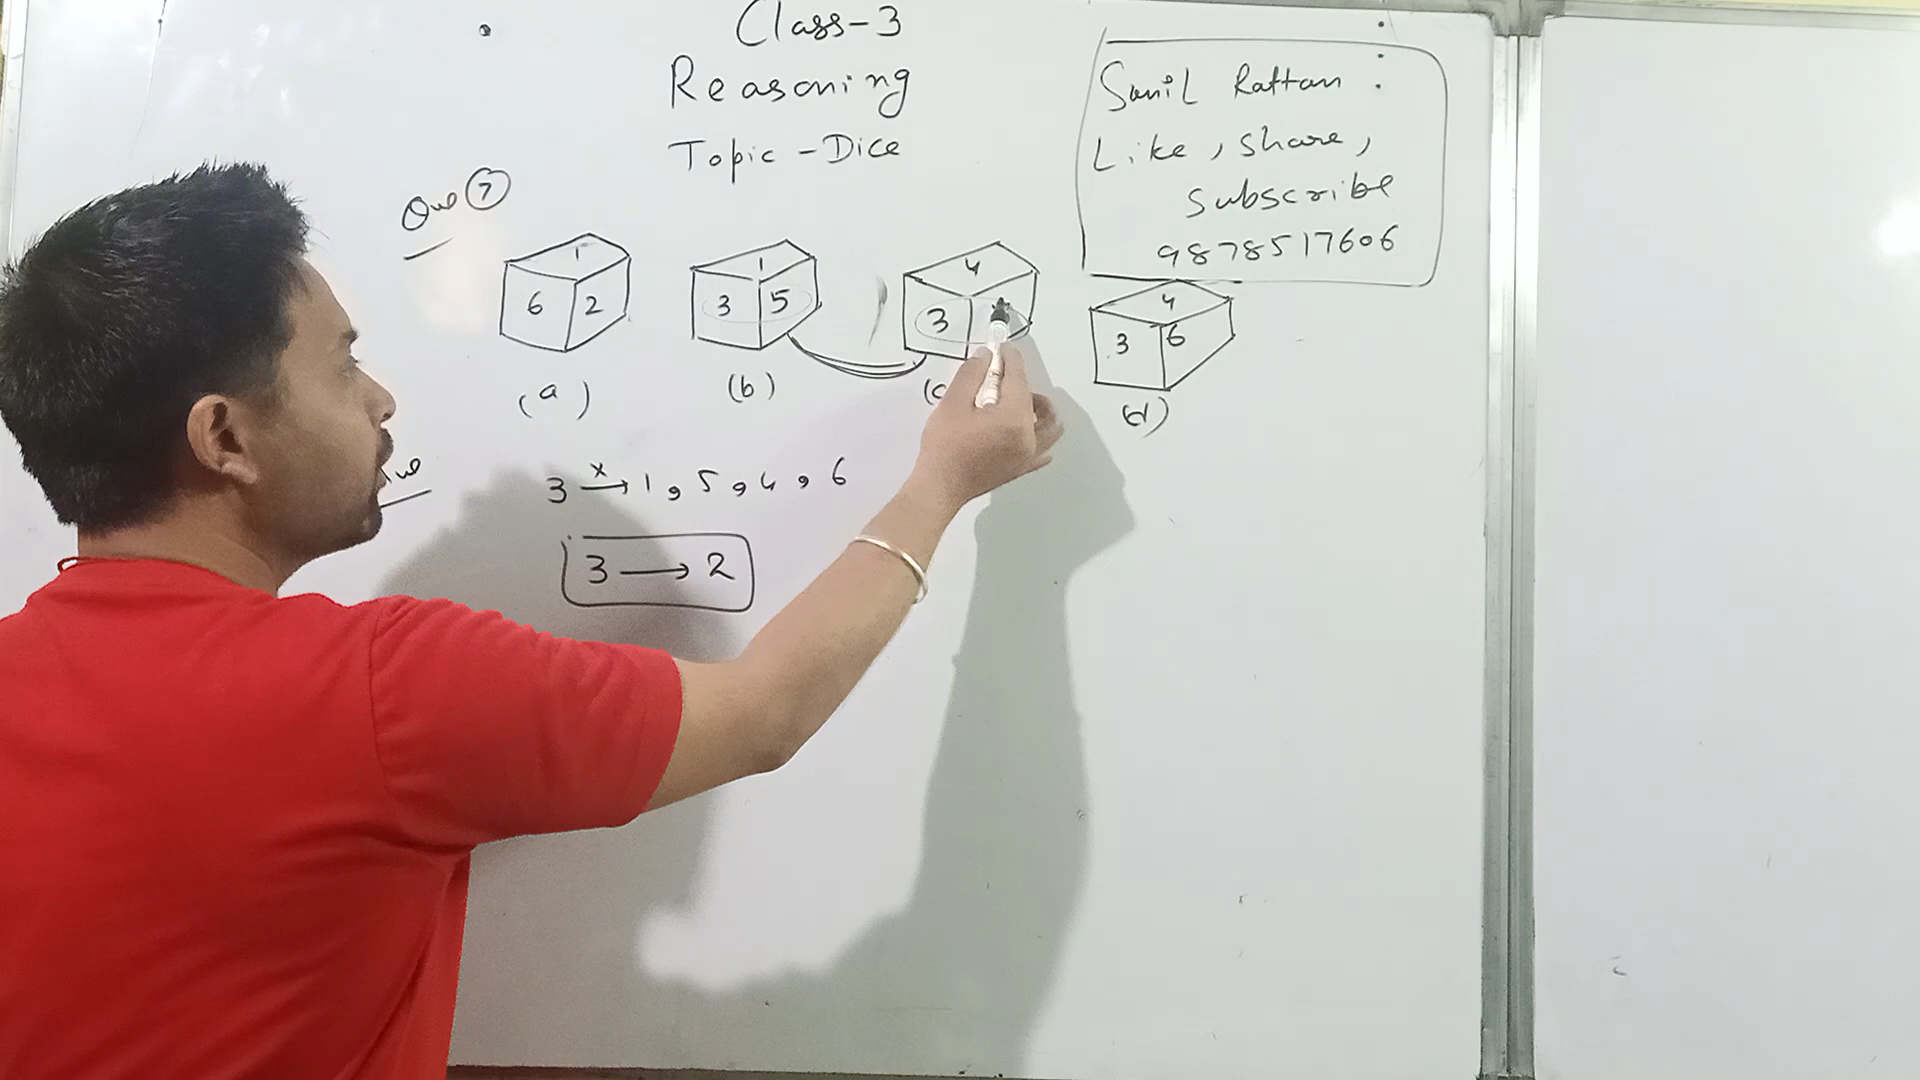 Class-3
Reasoning
Topic - Dice
Sunil Rattan :
Like, Share,
Subscribe
9878517606
Que 7
1
6 2
(a)
1
3 5
(b)
4
3
4
3 6
(d)
3 x→ 1, 5, 4, 6
3 → 2